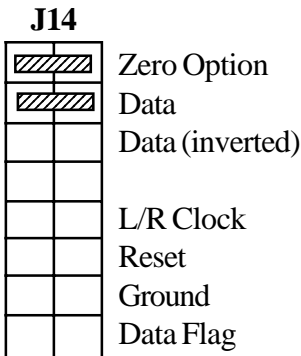 J14
Zero Option
Data
Data (inverted)
L/R Clock
Reset
Ground
Data Flag